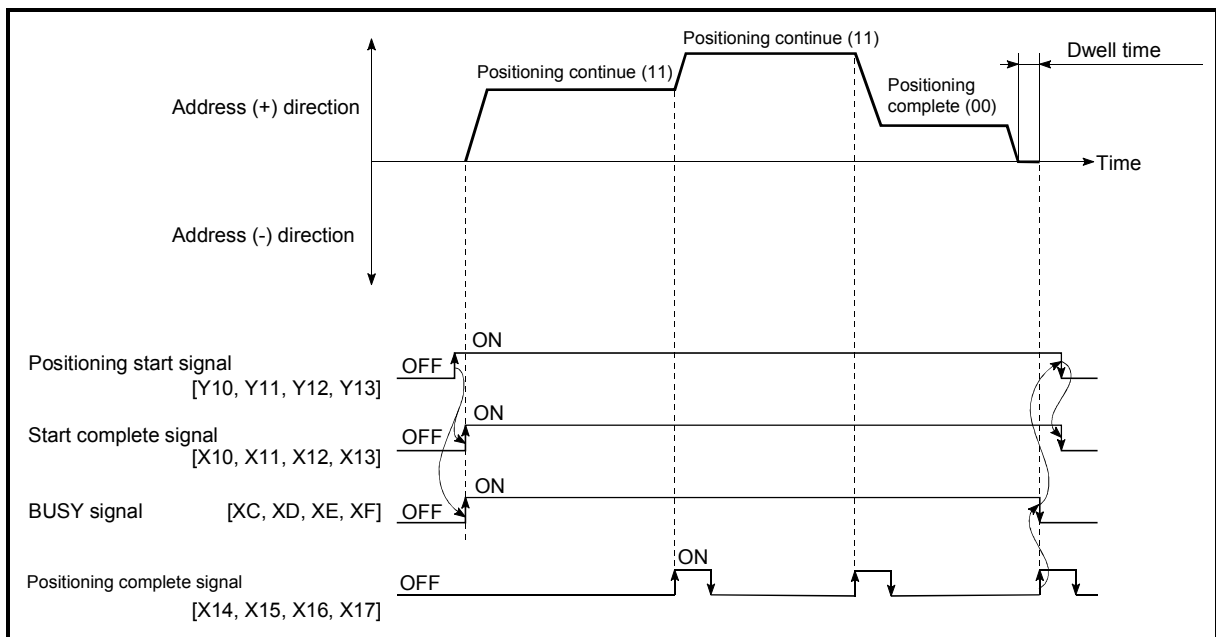 Positioning continue (11)
Dwell time
Positioning continue (11)
Positioning
complete (00)
Address (+) direction
Time
Address (-) direction
ON
Positioning start signal
OFF
[Y10, Y11, Y12, Y13]
ON
Start complete signal
OFF
[X10, X11, X12, X13]
ON
BUSY signal [XC, XD, XE, XF] OFF
ON
Positioning complete signal
OFF
[X14, X15, X16, X17]